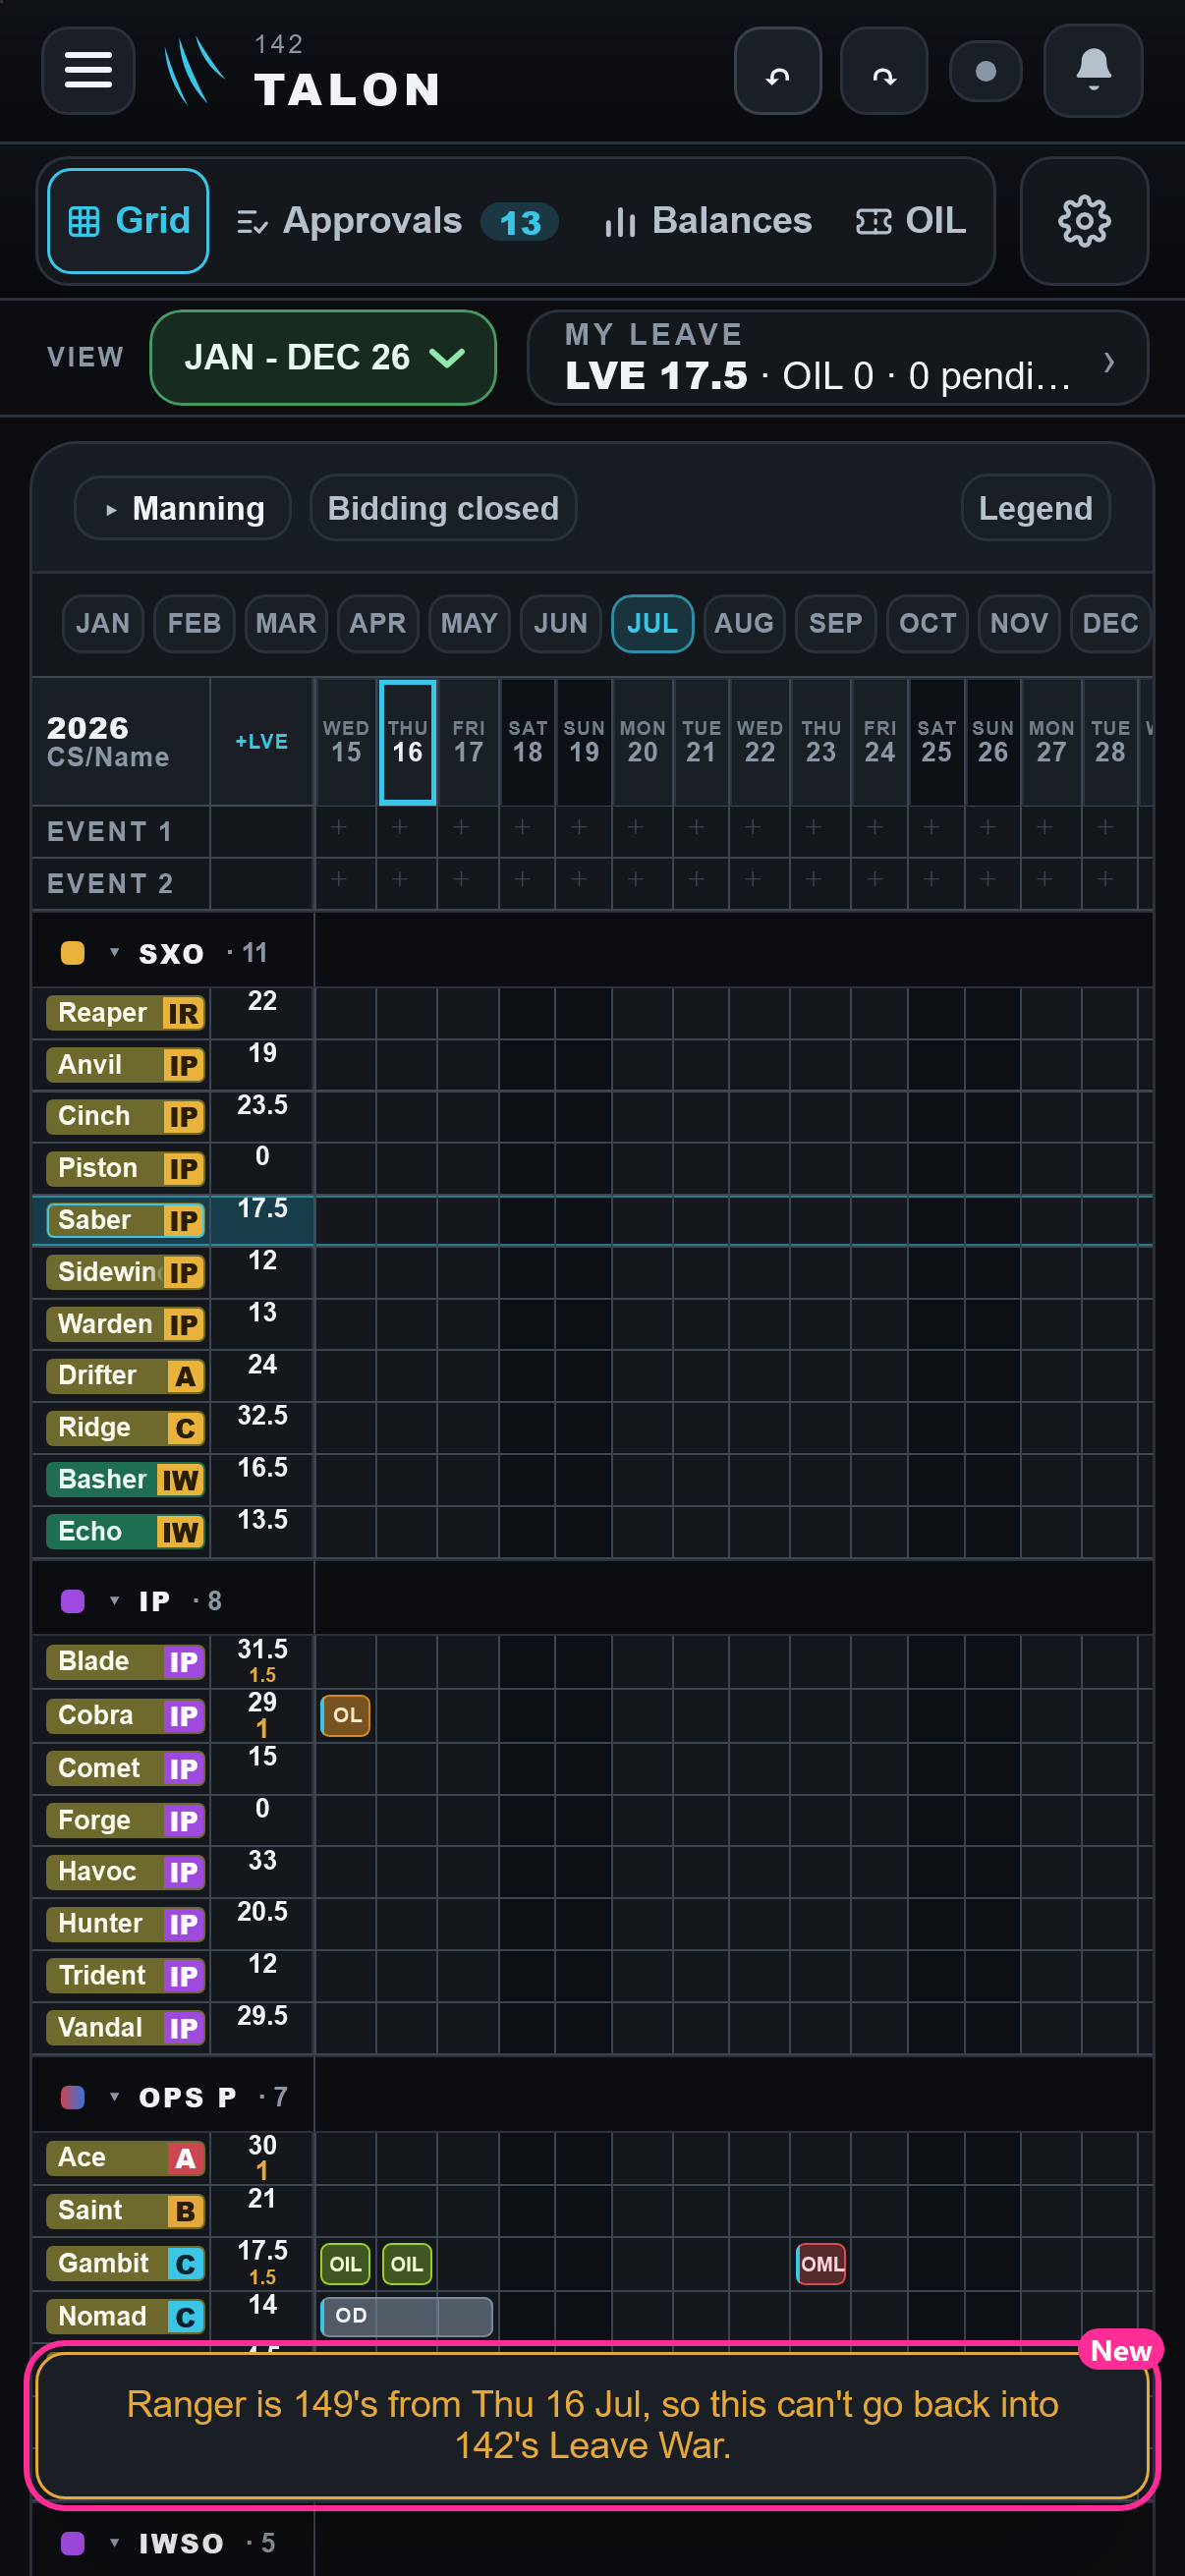 142
TALON
Grid
Approvals 13
Balances
OIL
VIEW
JAN - DEC 26
MY LEAVE
LVE 17.5 · OIL 0 · 0 pendi...
Manning
Bidding closed
Legend
JAN FEB MAR APR MAY JUN JUL AUG SEP OCT NOV DEC
2026
CS/Name
+LVE
WED 15
THU 16
FRI 17
SAT 18
SUN 19
MON 20
TUE 21
WED 22
THU 23
FRI 24
SAT 25
SUN 26
MON 27
TUE 28
EVENT 1
+ + + + + + + + + + + + + +
EVENT 2
+ + + + + + + + + + + + + +
SXO · 11
Reaper IR 22
Anvil IP 19
Cinch IP 23.5
Piston IP 0
Saber IP 17.5
Sidewin IP 12
Warden IP 13
Drifter A 24
Ridge C 32.5
Basher IW 16.5
Echo IW 13.5
IP · 8
Blade IP 31.5
1.5
Cobra IP 29 OL
1
Comet IP 15
Forge IP 0
Havoc IP 33
Hunter IP 20.5
Trident IP 12
Vandal IP 29.5
OPS P · 7
Ace A 30
1
Saint B 21
Gambit C 17.5 OIL OIL OML
1.5
Nomad C 14 OD
New
Ranger is 149's from Thu 16 Jul, so this can't go back into
142's Leave War.
IWSO · 5